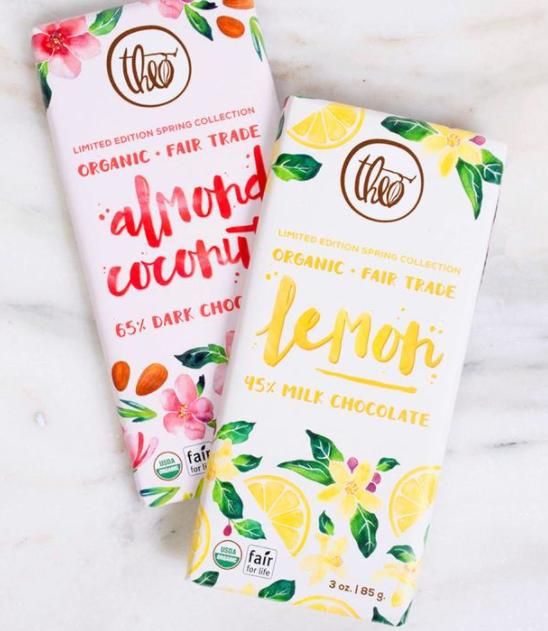 theo
LIMITED EDITION SPRING COLLECTION
ORGANIC • FAIR TRADE
almond
coconut
65% DARK CHOC
USDA
ORGANIC
fair
for life
theo
LIMITED EDITION SPRING COLLECTION
ORGANIC • FAIR TRADE
lemon
45% MILK CHOCOLATE
USDA
ORGANIC
fair
for life
3 oz. | 85 g.